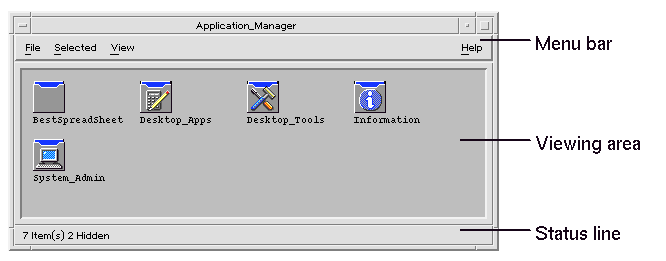 Application_Manager
File Selected View Help
Menu bar
BestSpreadSheet Desktop_Apps Desktop_Tools Information
Viewing area
System_Admin
7 Item(s) 2 Hidden
Status line